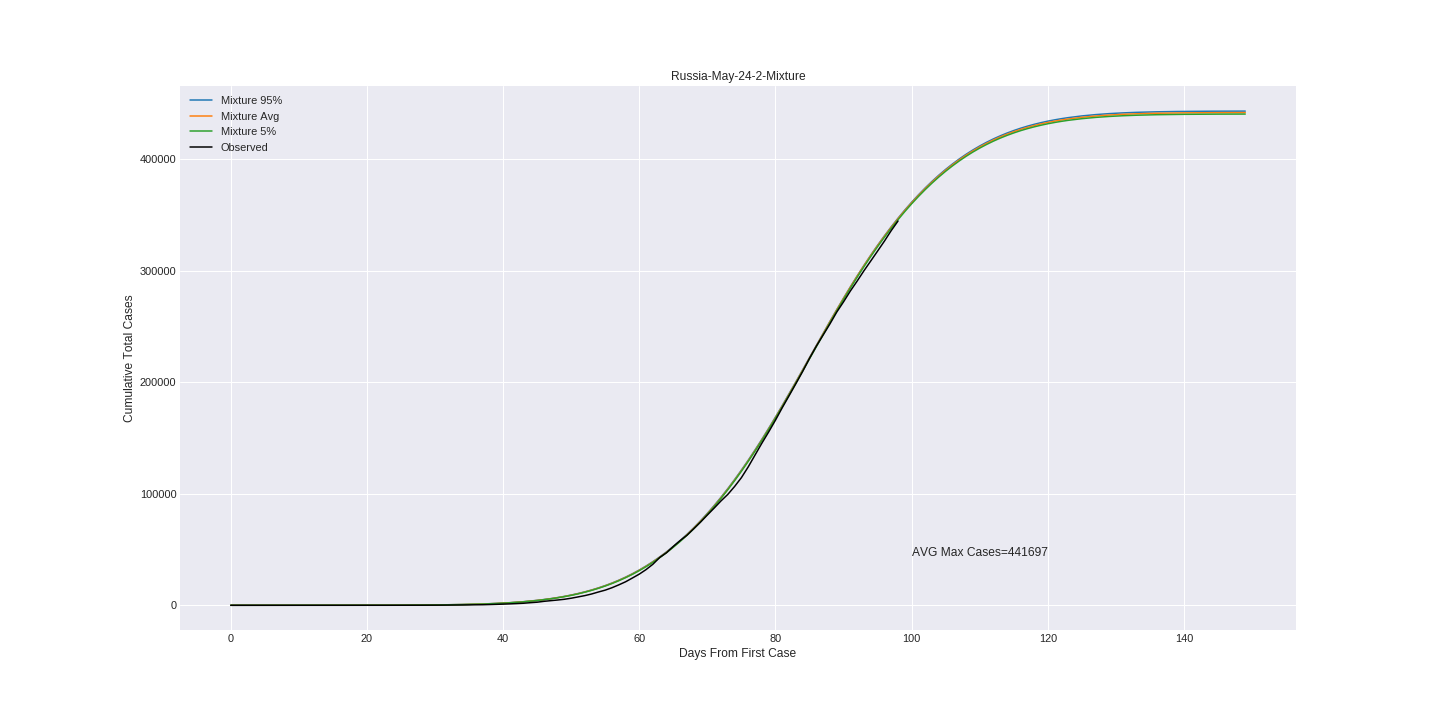 Russia-May-24-2-Mixture
Mixture 95%
Mixture Avg
Mixture 5%
Observed
400000
300000
200000
100000
0
Cumulative Total Cases
AVG Max Cases=441697
0 20 40 60 80 100 120 140
Days From First Case